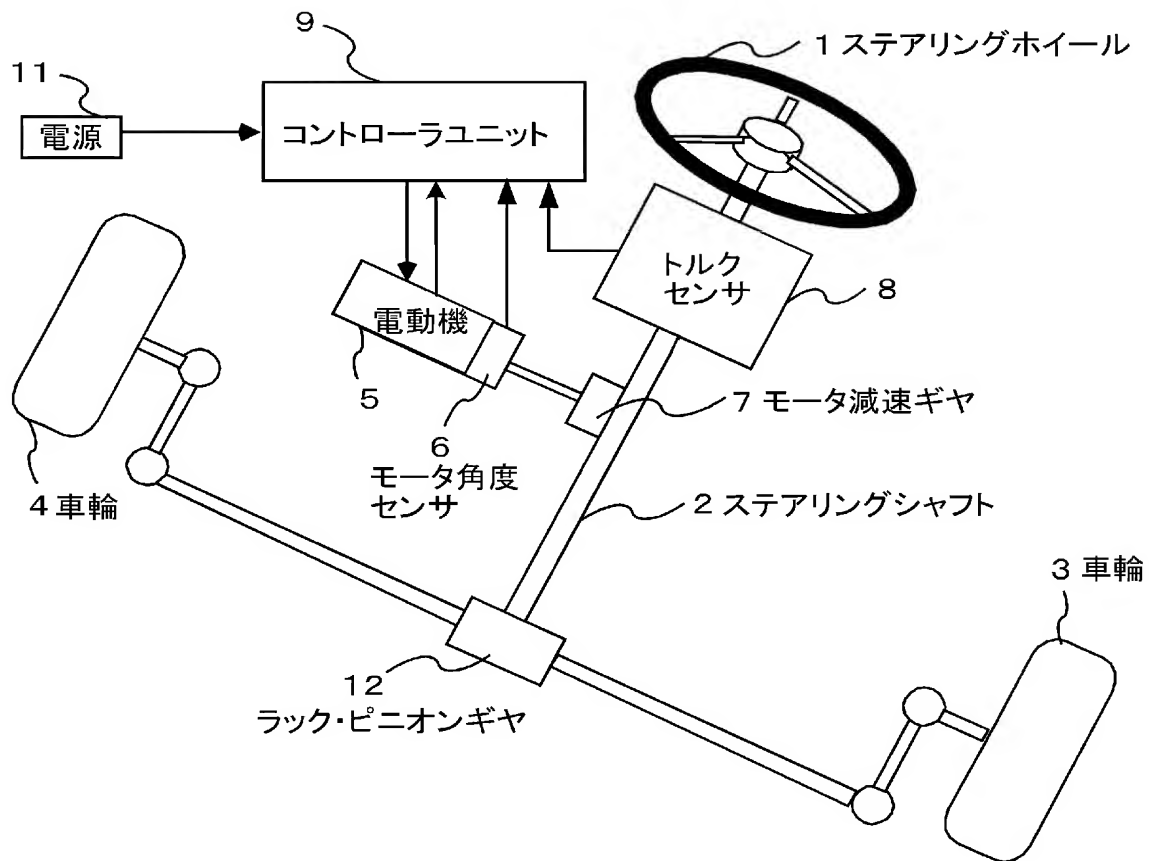 9
1 ステアリングホイール
11
電源
コントローラユニット
トルク
センサ
8
電動機
5
7 モータ減速ギヤ
6
モータ角度
センサ
4 車輪
2 ステアリングシャフト
3 車輪
12
ラック・ピニオンギヤ